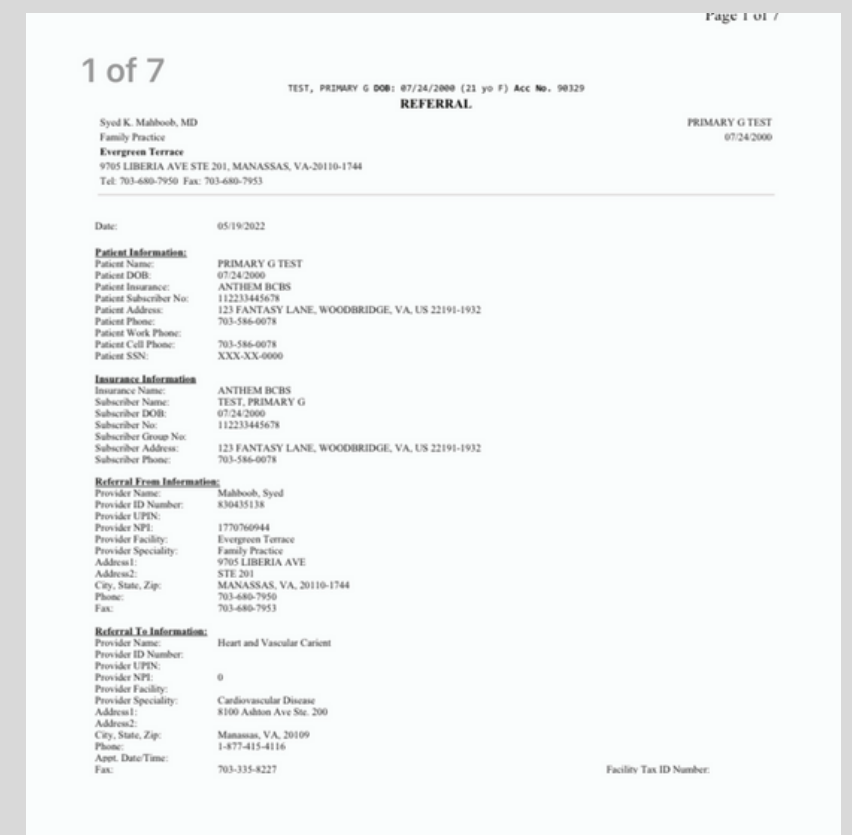 Page 1 of 7
1 of 7
TEST, PRIMARY G DOB: 07/24/2000 (21 yo F) Acc No. 90329
REFERRAL
Syed K. Mahboob, MD
PRIMARY G TEST
Family Practice
07/24/2000
Evergreen Terrace
9705 LIBERIA AVE STE 201, MANASSAS, VA-20110-1744
Tel: 703-680-7950 Fax: 703-680-7953
Date: 05/19/2022
Patient Information:
Patient Name: PRIMARY G TEST
Patient DOB: 07/24/2000
Patient Insurance: ANTHEM BCBS
Patient Subscriber No: 112233445678
Patient Address: 123 FANTASY LANE, WOODBRIDGE, VA, US 22191-1932
Patient Phone: 703-586-0078
Patient Work Phone:
Patient Cell Phone: 703-586-0078
Patient SSN: XXX-XX-0000
Insurance Information
Insurance Name: ANTHEM BCBS
Subscriber Name: TEST, PRIMARY G
Subscriber DOB: 07/24/2000
Subscriber No: 112233445678
Subscriber Group No:
Subscriber Address: 123 FANTASY LANE, WOODBRIDGE, VA, US 22191-1932
Subscriber Phone: 703-586-0078
Referral From Information:
Provider Name: Mahboob, Syed
Provider ID Number: 830435138
Provider UPIN:
Provider NPI: 1770760944
Provider Facility: Evergreen Terrace
Provider Speciality: Family Practice
Address1: 9705 LIBERIA AVE
Address2: STE 201
City, State, Zip: MANASSAS, VA, 20110-1744
Phone: 703-680-7950
Fax: 703-680-7953
Referral To Information:
Provider Name: Heart and Vascular Carient
Provider ID Number:
Provider UPIN:
Provider NPI: 0
Provider Facility:
Provider Speciality: Cardiovascular Disease
Address1: 8100 Ashton Ave Ste. 200
Address2:
City, State, Zip: Manassas, VA, 20109
Phone: 1-877-415-4116
Appt. Date/Time:
Fax: 703-335-8227 Facility Tax ID Number: